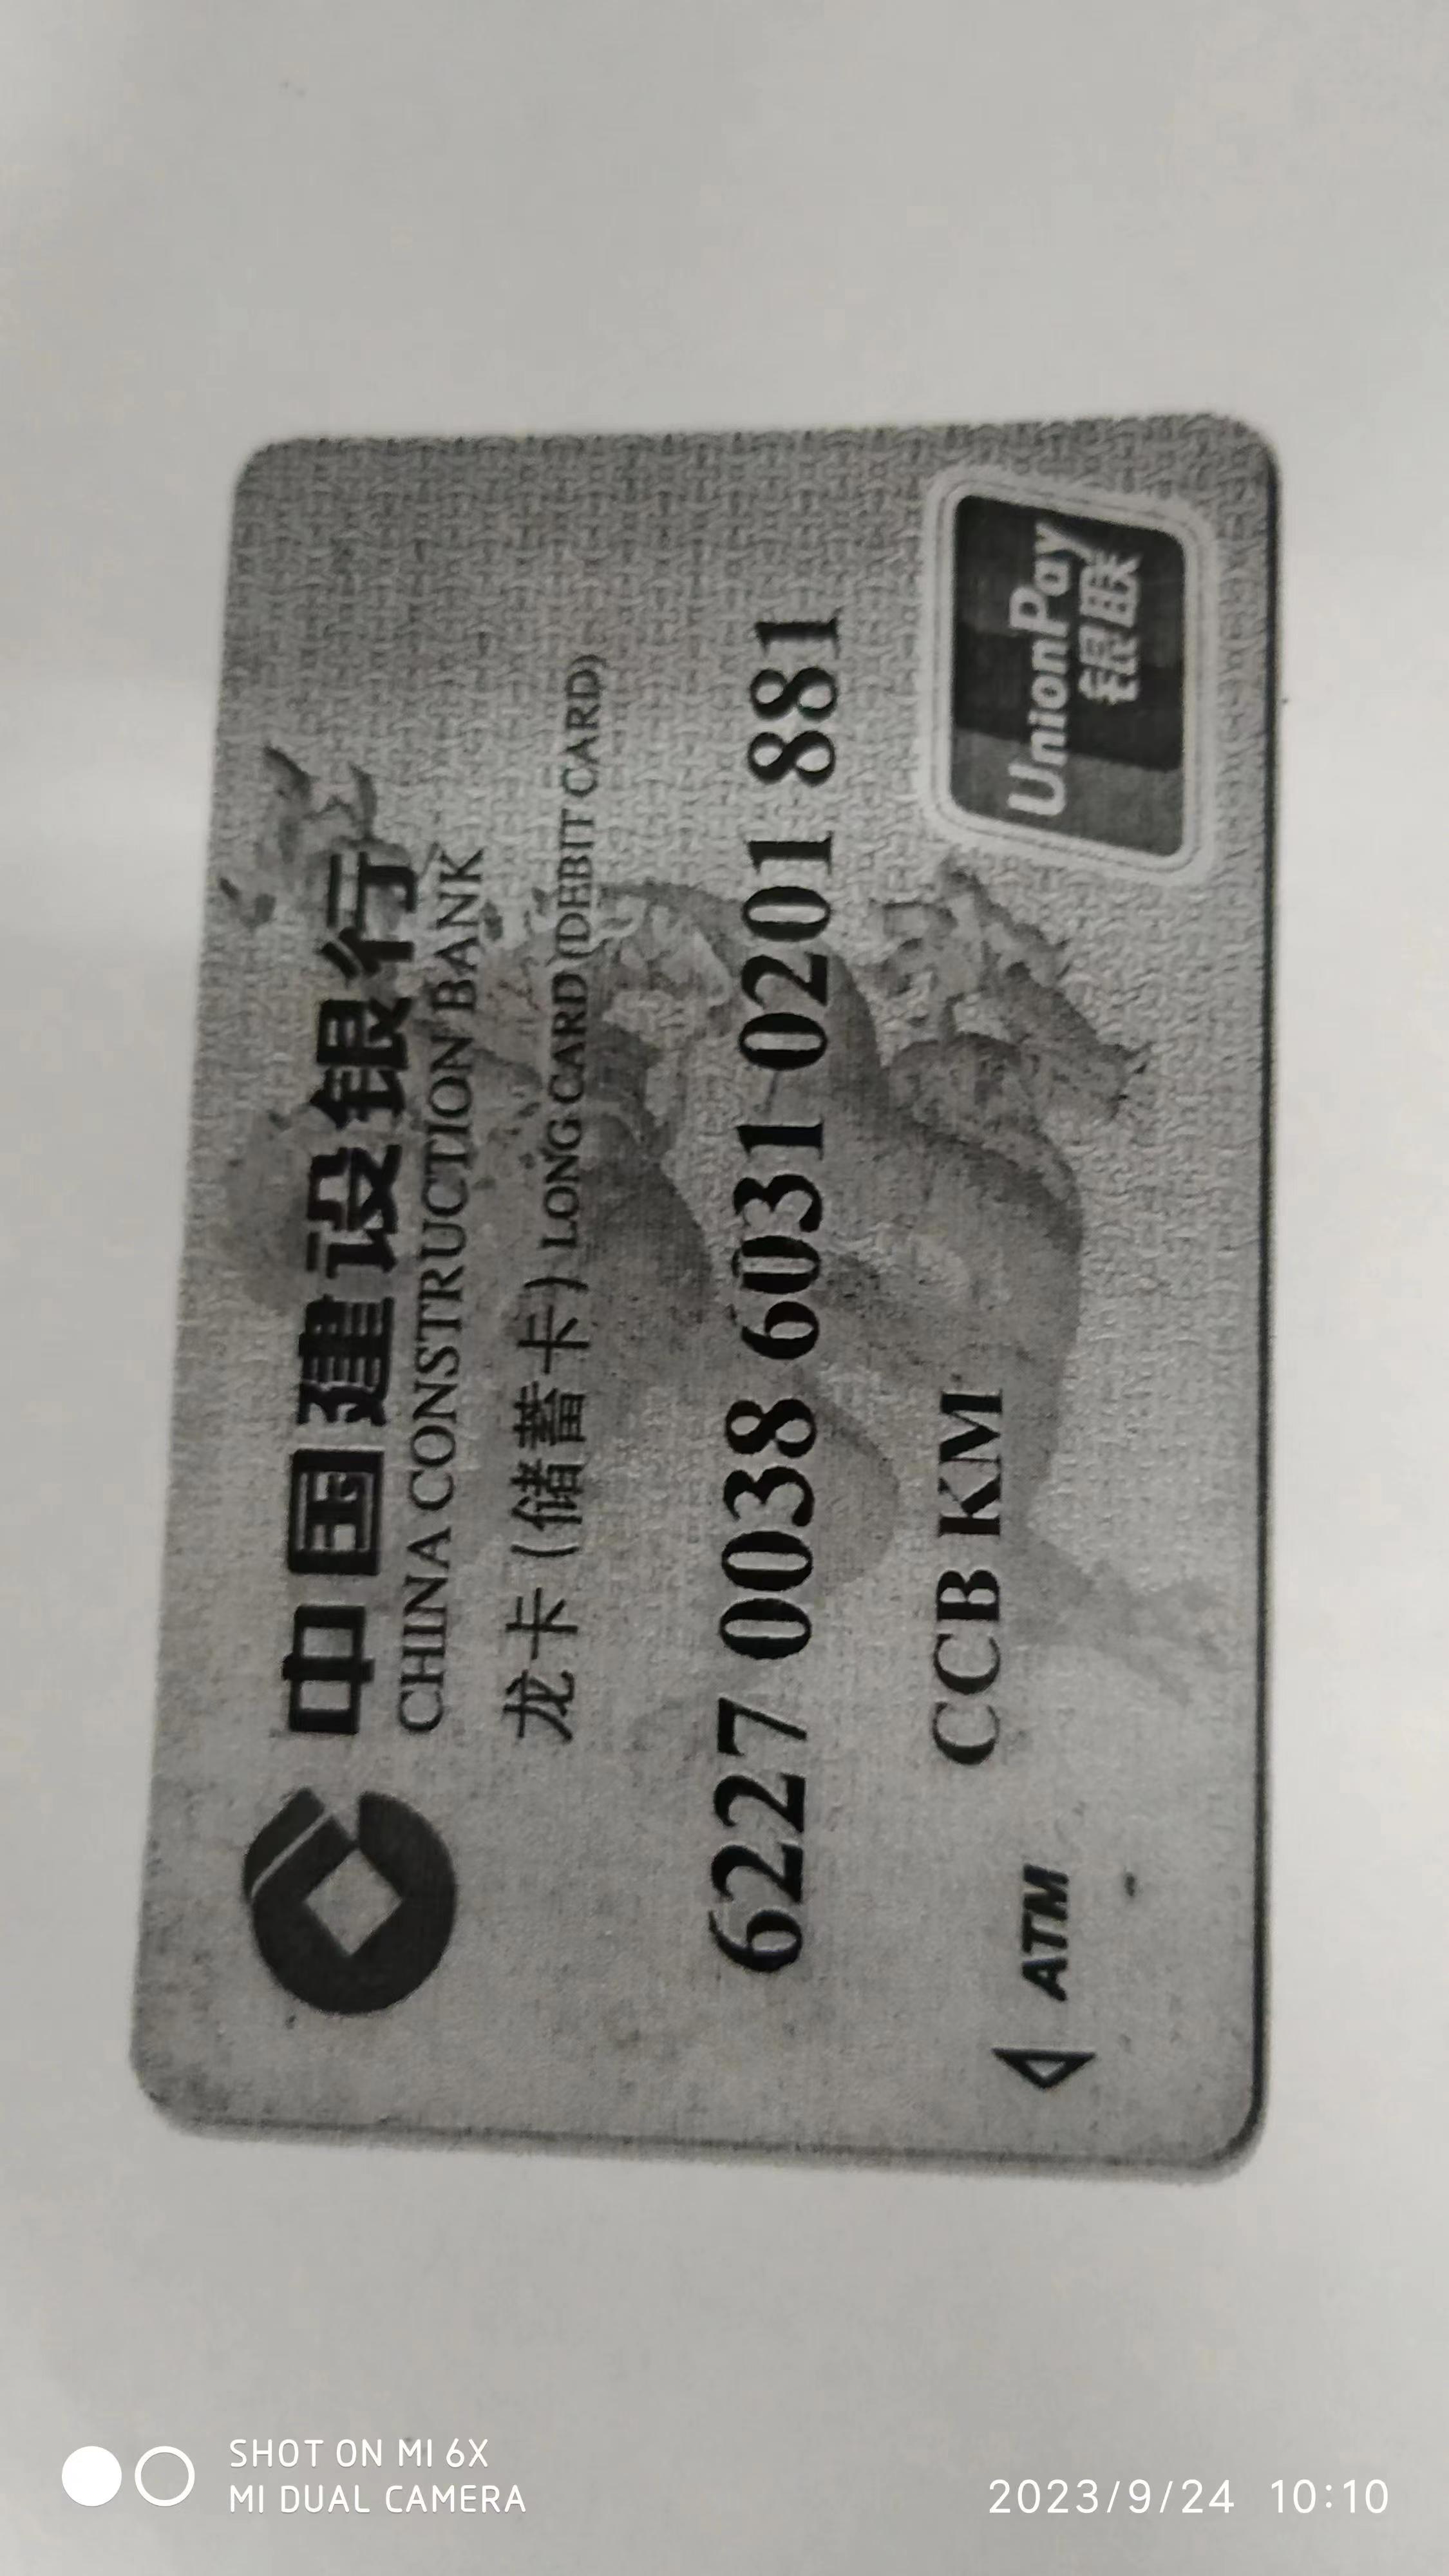 中国建设银行
CHINA CONSTRUCTION BANK
龙卡(储蓄卡) LONG CARD (DEBIT CARD)
6227 0038 6031 0201 881
CCB KM
ATM
UnionPay
银联
SHOT ON MI 6X
MI DUAL CAMERA
2023/9/24 10:10